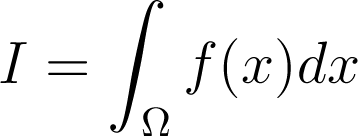 I = ∫_Ω f(x)dx